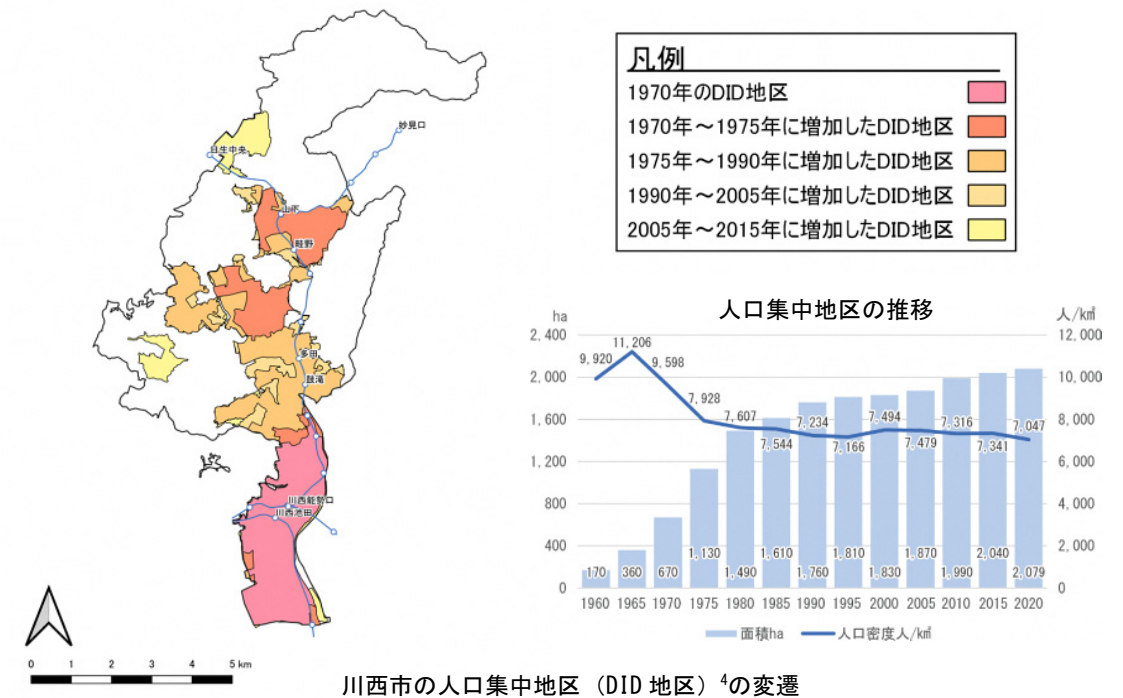 凡例
1970年のDID地区
1970年～1975年に増加したDID地区
1975年～1990年に増加したDID地区
1990年～2005年に増加したDID地区
2005年～2015年に増加したDID地区
妙見口
日生中央
山下
畦野
多田
鼓滝
川西能勢口
川西池田
0 1 2 3 4 5 km
人口集中地区の推移
ha
人/k㎡
2,400
2,000
1,600
1,200
800
400
0
12,000
10,000
8,000
6,000
4,000
2,000
0
9,920
11,206
9,598
7,928
7,607
7,544
7,234
7,166
7,494
7,479
7,316
7,341
7,047
170
360
670
1,130
1,490
1,610
1,760
1,810
1,830
1,870
1,990
2,040
2,079
1960 1965 1970 1975 1980 1985 1990 1995 2000 2005 2010 2015 2020
面積ha
人口密度人/k㎡
川西市の人口集中地区（DID 地区）4の変遷